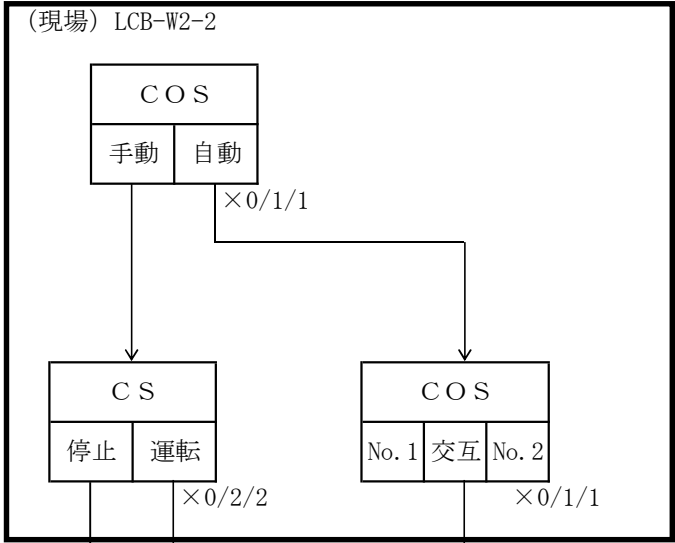 (現場) LCB-W2-2
ＣＯＳ
手動 自動
×0/1/1
ＣＳ
停止 運転
×0/2/2
ＣＯＳ
No.1 交互 No.2
×0/1/1